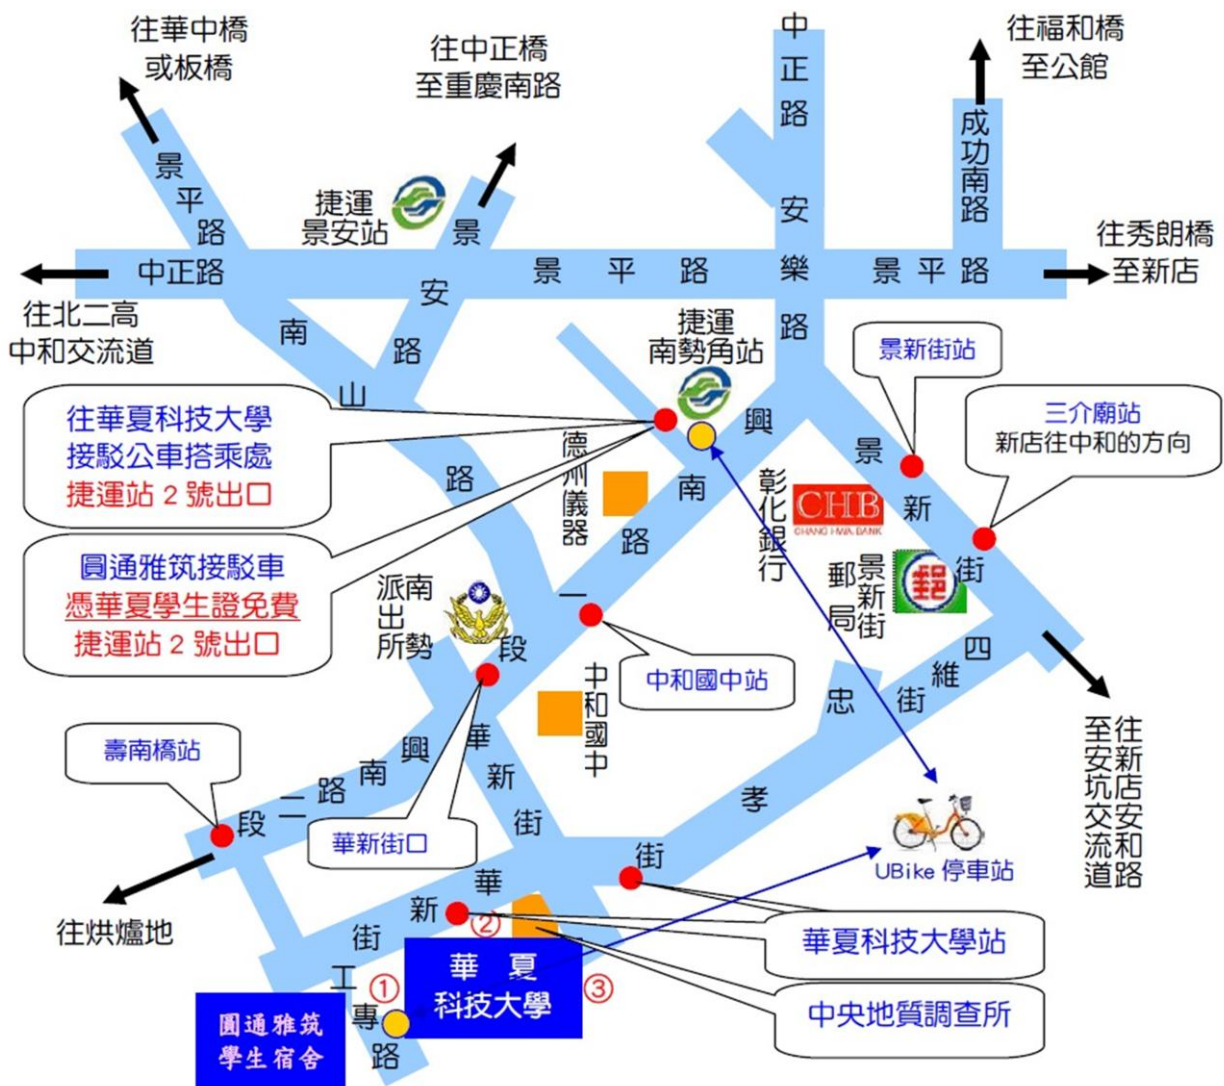 往華中橋
或板橋
往中正橋
至重慶南路
中正路
往福和橋
至公館
成功南路
景平路
捷運
景安站
景安路
安樂路
往秀朗橋
至新店
中正路
景平路
景平路
往北二高
中和交流道
南山路
捷運
南勢角站
景新街站
三介廟站
新店往中和的方向
往華夏科技大學
接駁公車搭乘處
捷運站 2 號出口
圓通雅筑接駁車
憑華夏學生證免費
捷運站 2 號出口
德州儀器
興南路一段
彰化銀行
CHB
CHANG HWA BANK
景新街
景新街
郵局
郵
南勢
派出所
中和國中站
中和國中
四維街
忠孝街
往新店安和路
至安坑交流道
壽南橋站
興南路二段
華新街
華新街口
UBike 停車站
往烘爐地
華新街
②
華夏科技大學站
中央地質調查所
華夏
科技大學
①
③
工專路
圓通雅筑
學生宿舍